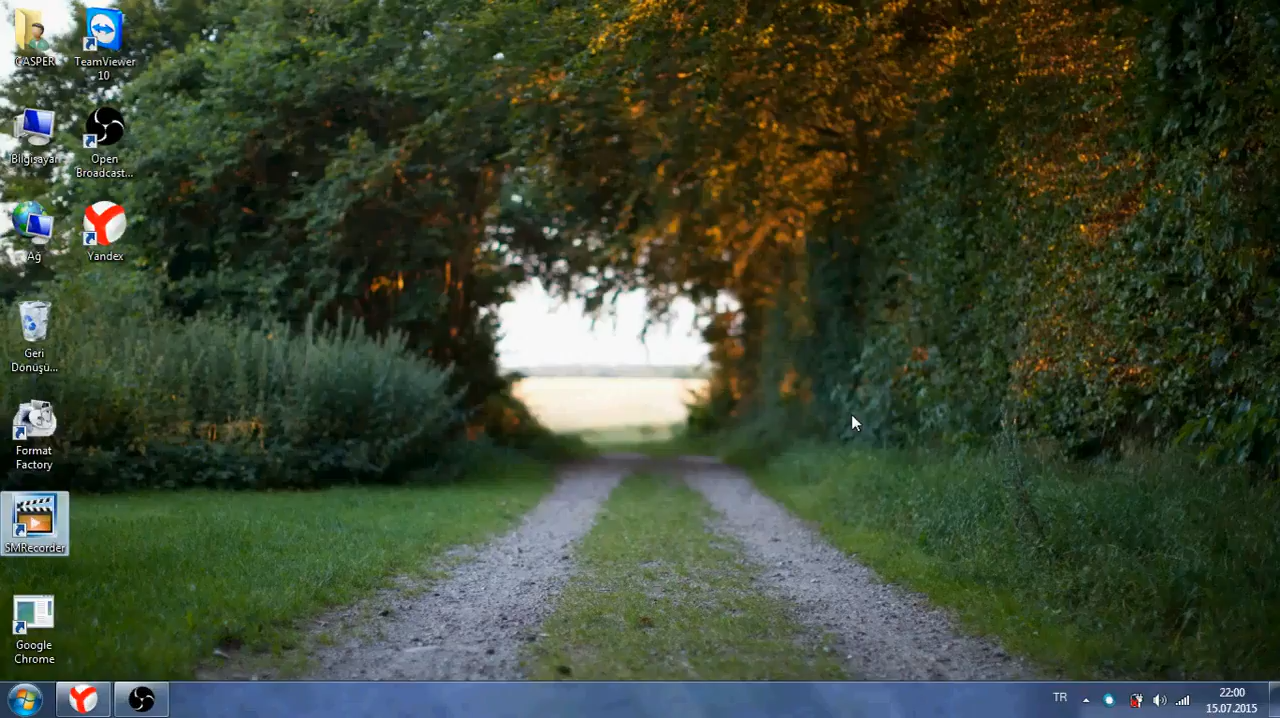 CASPER
TeamViewer
10
Bilgisayar
Open
Broadcast...
Ağ
Yandex
Geri
Dönüşü...
Format
Factory
SMRecorder
Google
Chrome
TR
22:00
15.07.2015